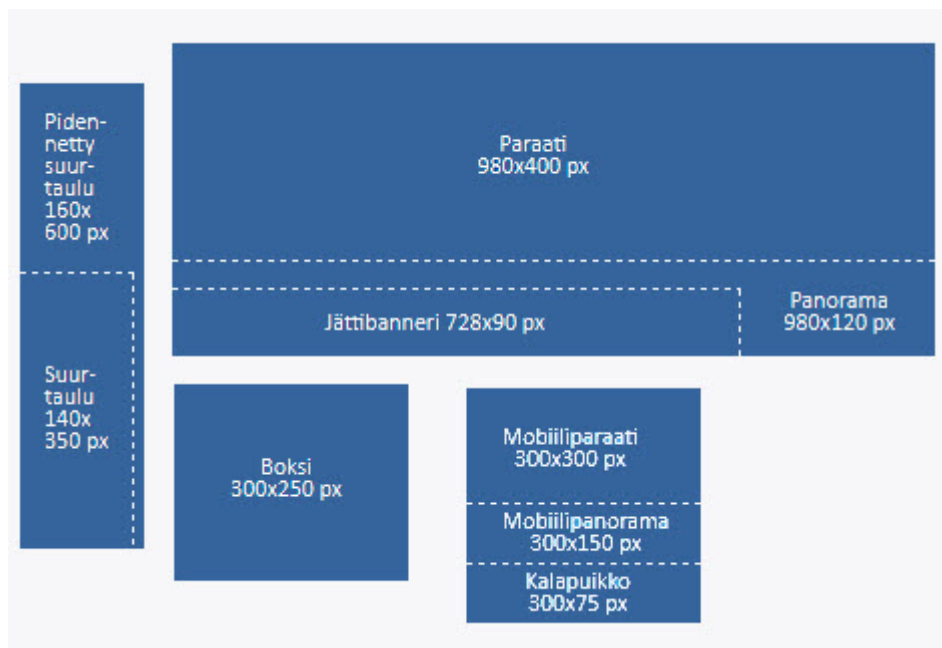 Piden-
netty
suur-
taulu
160x
600 px
Suur-
taulu
140x
350 px
Paraati
980x400 px
Panorama
980x120 px
Jättibanneri 728x90 px
Boksi
300x250 px
Mobiiliparaati
300x300 px
Mobiilipanorama
300x150 px
Kalapuikko
300x75 px